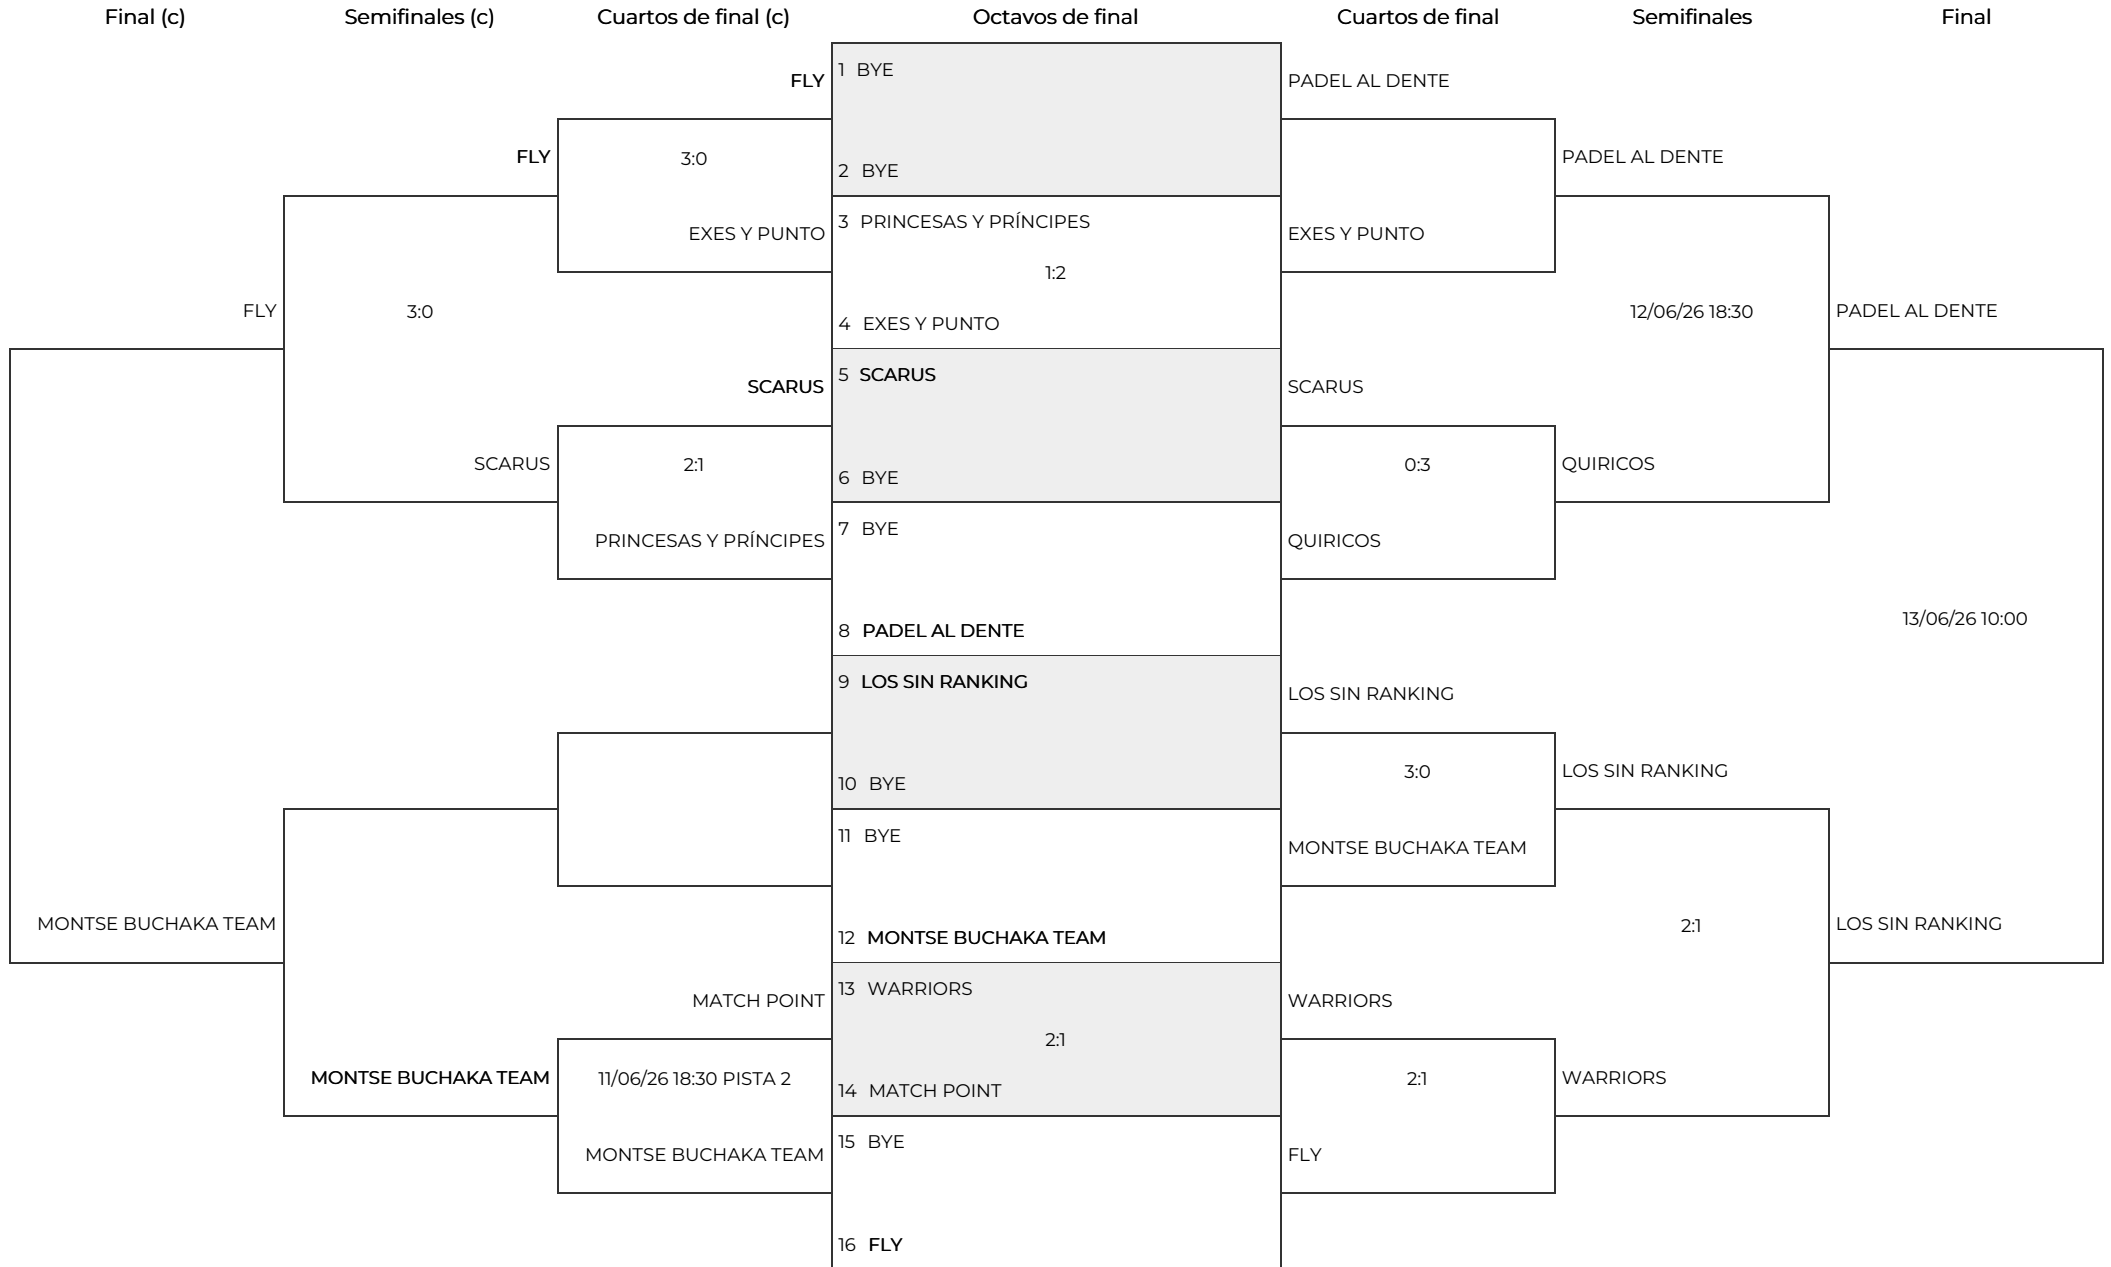 Final (c)
Semifinales (c)
Cuartos de final (c)
Octavos de final
Cuartos de final
Semifinales
Final
FLY
1 BYE
PADEL AL DENTE
FLY
3:0
2 BYE
PADEL AL DENTE
EXES Y PUNTO
3 PRINCESAS Y PRÍNCIPES
EXES Y PUNTO
1:2
FLY
3:0
4 EXES Y PUNTO
12/06/26 18:30
PADEL AL DENTE
SCARUS
5 SCARUS
SCARUS
SCARUS
2:1
6 BYE
0:3
QUIRICOS
PRINCESAS Y PRÍNCIPES
7 BYE
QUIRICOS
8 PADEL AL DENTE
13/06/26 10:00
9 LOS SIN RANKING
LOS SIN RANKING
10 BYE
3:0
LOS SIN RANKING
11 BYE
MONTSE BUCHAKA TEAM
MONTSE BUCHAKA TEAM
12 MONTSE BUCHAKA TEAM
2:1
LOS SIN RANKING
MATCH POINT
13 WARRIORS
WARRIORS
2:1
MONTSE BUCHAKA TEAM
11/06/26 18:30 PISTA 2
14 MATCH POINT
2:1
WARRIORS
MONTSE BUCHAKA TEAM
15 BYE
FLY
16 FLY